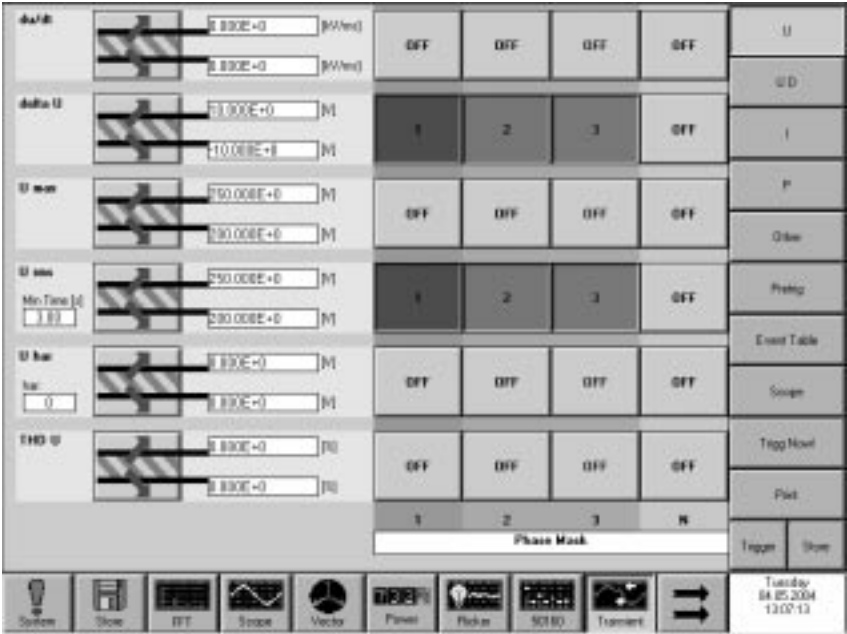 du/dt 0.000E+0 [kV/ms] OFF OFF OFF OFF
0.000E+0 [kV/ms]
delta U 10.000E+0 [V] 1 2 3 OFF
-10.000E+0 [V]
U max 250.000E+0 [V] OFF OFF OFF OFF
200.000E+0 [V]
U rms 250.000E+0 [V] 1 2 3 OFF
Min.Time [s]
200.000E+0 [V]
U har 0.000E+0 [V] OFF OFF OFF OFF
har
0 0.000E+0 [V]
THD U 0.000E+0 [%] OFF OFF OFF OFF
0.000E+0 [%]
1 2 3 N
Phase Mask
U
U D
I
P
Other
Pretrig
Event Table
Scope
Trigg Now!
Print
Trigger Store
System Store FFT Scope Vector Power Flicker 50160 Transient
Tuesday
04.05.2004
13:07:13